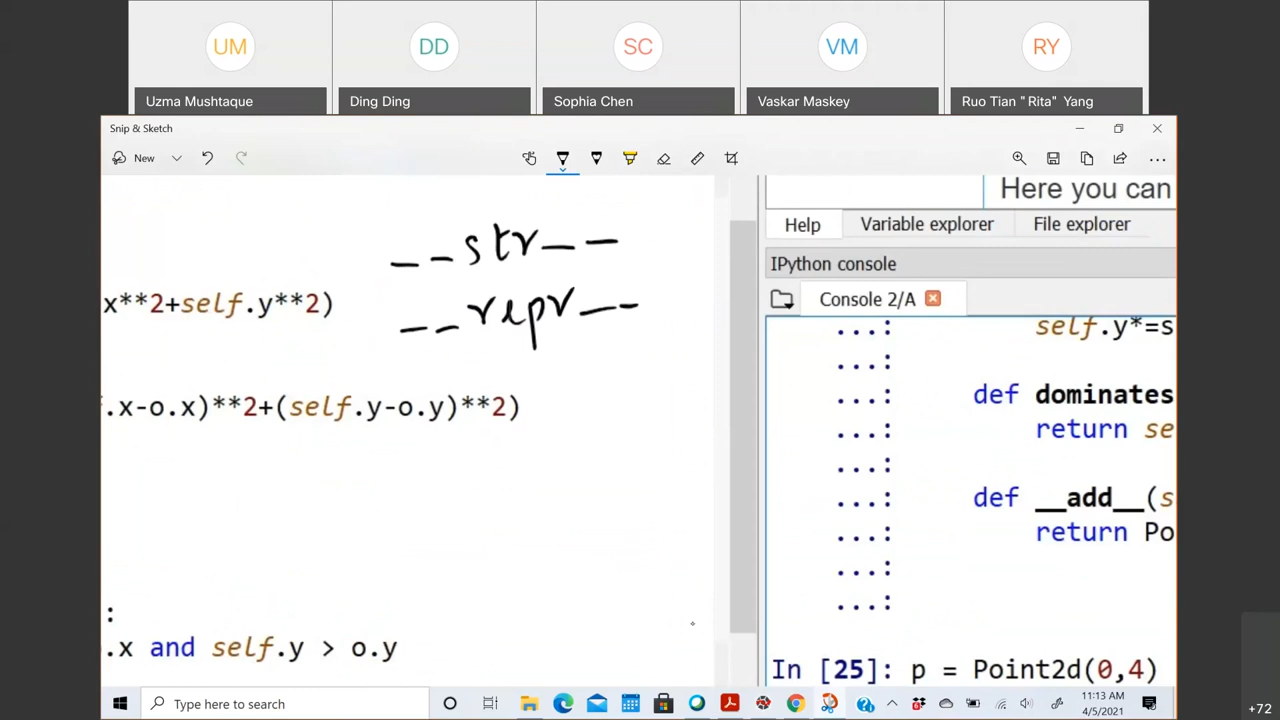 UM
DD
SC
VM
RY
Uzma Mushtaque
Ding Ding
Sophia Chen
Vaskar Maskey
Ruo Tian "Rita" Yang
Snip & Sketch
New
__str__
__repr__
x**2+self.y**2)
.x-o.x)**2+(self.y-o.y)**2)
:
.x and self.y > o.y
Here you can
Help
Variable explorer
File explorer
IPython console
Console 2/A
...: self.y*=s
...:
...: def dominates
...: return se
...:
...: def __add__(s
...: return Po
...:
...:
In [25]: p = Point2d(0,4)
Type here to search
11:13 AM
4/5/2021
+72